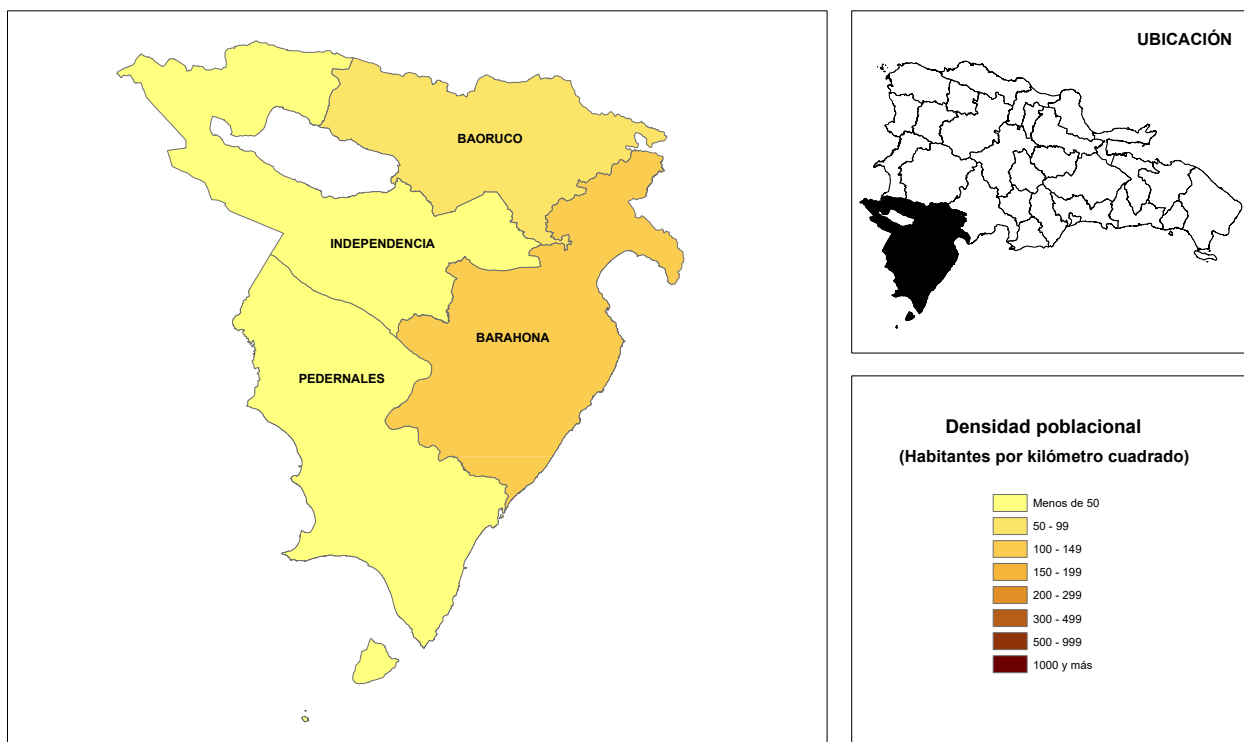 BAORUCO
INDEPENDENCIA
BARAHONA
PEDERNALES
UBICACIÓN
Densidad poblacional
(Habitantes por kilómetro cuadrado)
Menos de 50
50 - 99
100 - 149
150 - 199
200 - 299
300 - 499
500 - 999
1000 y más